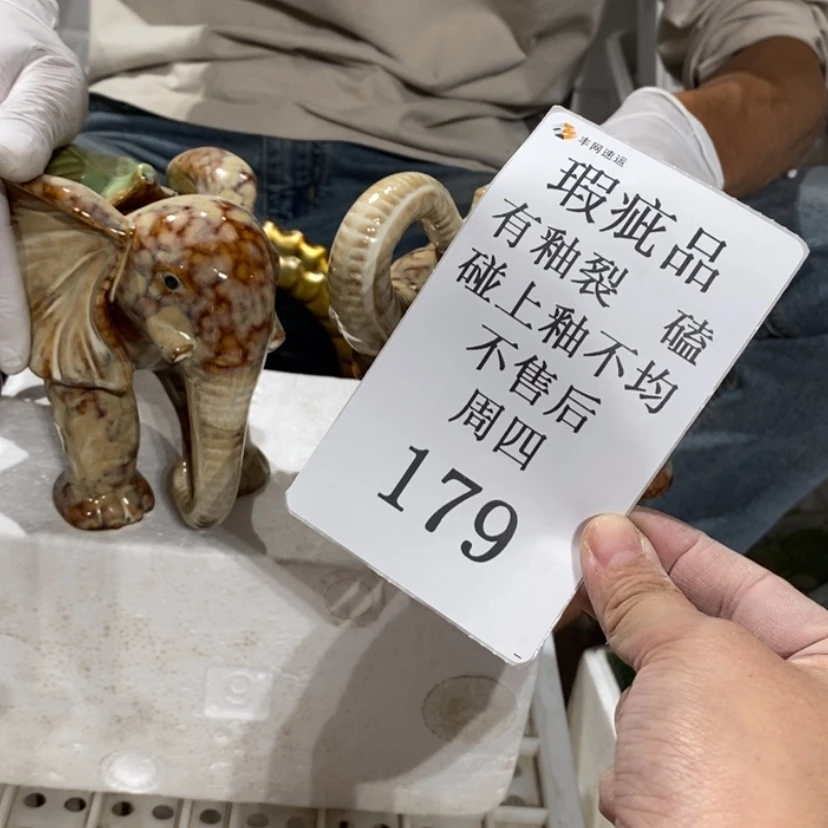 丰网速运
瑕疵品
有釉裂 磕
碰上釉不均
不售后
周四
179